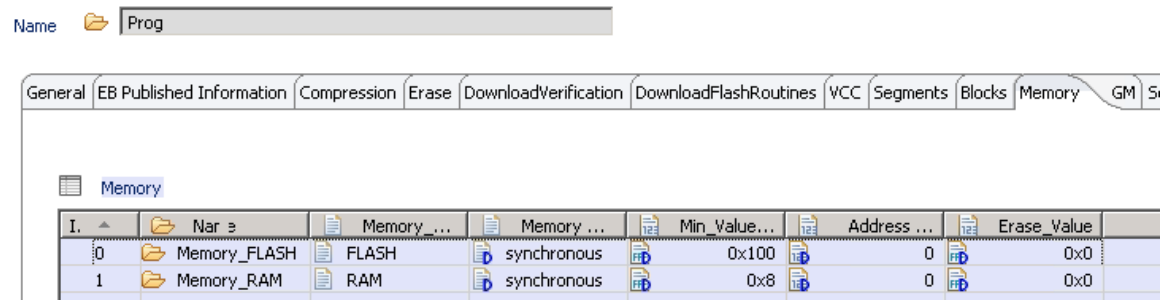 Name Prog
General EB Published Information Compression Erase DownloadVerification DownloadFlashRoutines VCC Segments Blocks Memory GM
Memory
I. Memory_... Memory ... Min_Value... Address ... Erase_Value
0 Memory_FLASH FLASH synchronous 0x100 0 0x0
1 Memory_RAM RAM synchronous 0x8 0 0x0